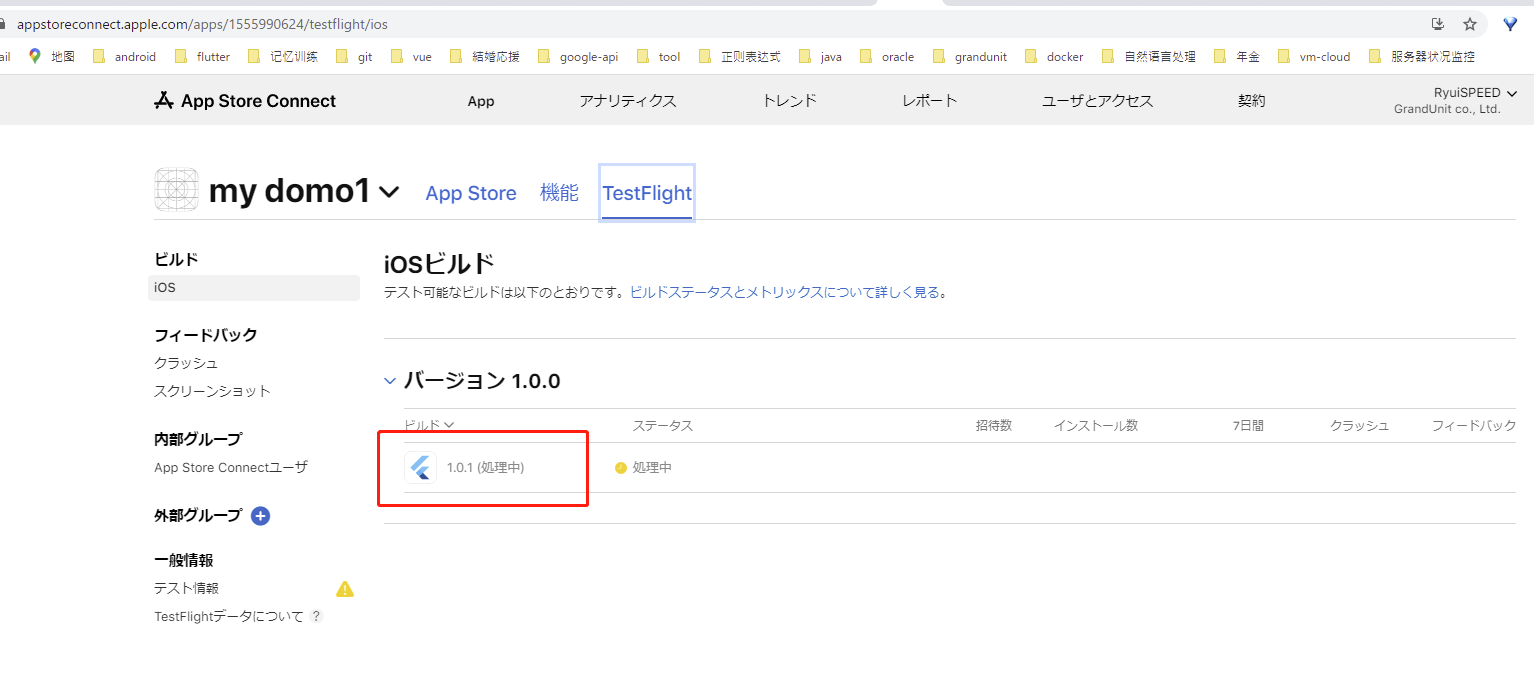 appstoreconnect.apple.com/apps/1555990624/testflight/ios
ail 地图 android flutter 记忆训练 git vue 結婚応援 google-api tool 正则表达式 java oracle grandunit docker 自然语言处理 年金 vm-cloud 服务器状况监控
App Store Connect App アナリティクス トレンド レポート ユーザとアクセス 契約 RyuiSPEED
GrandUnit co., Ltd.
my domo1 App Store 機能 TestFlight
ビルド
iOS
フィードバック
クラッシュ
スクリーンショット
内部グループ
App Store Connectユーザ
外部グループ
一般情報
テスト情報
TestFlightデータについて ?
iOSビルド
テスト可能なビルドは以下のとおりです。ビルドステータスとメトリックスについて詳しく見る。
バージョン 1.0.0
ビルド ステータス 招待数 インストール数 7日間 クラッシュ フィードバック
1.0.1 (処理中) 処理中